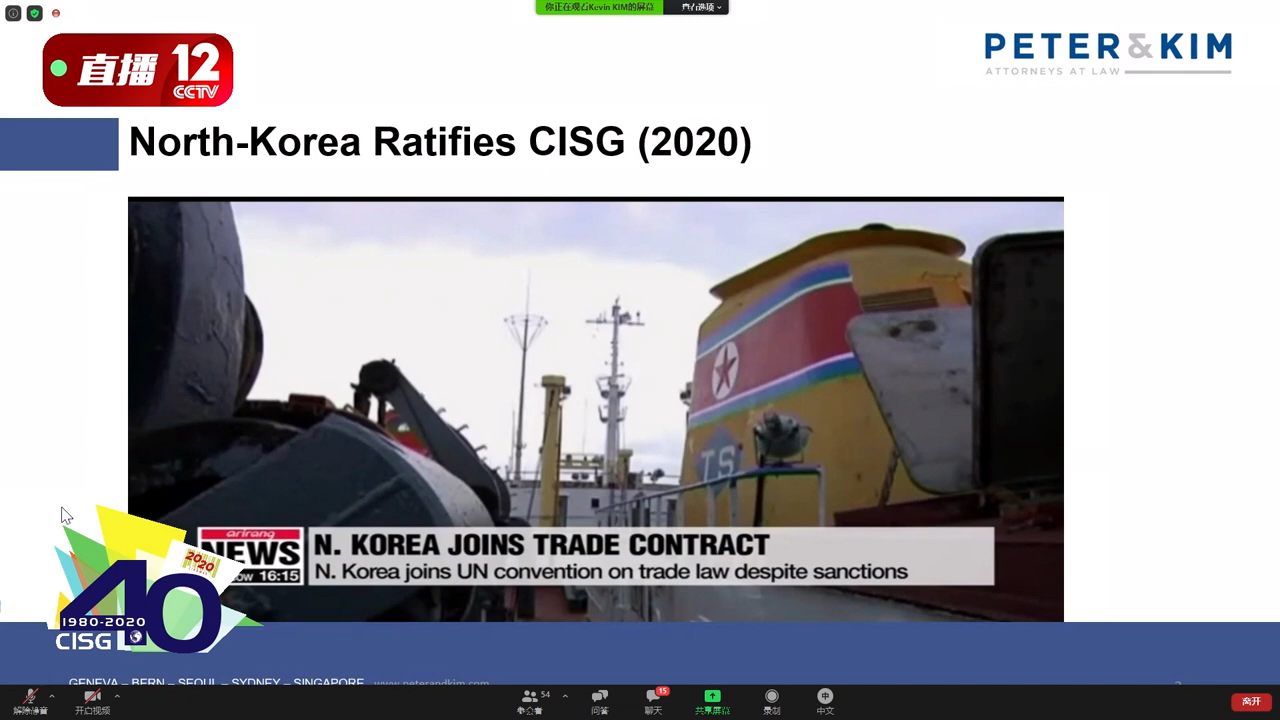 你正在观看Kevin KIM的屏幕
查看选项
直播 12
CCTV
PETER&KIM
ATTORNEYS AT LAW
North-Korea Ratifies CISG (2020)
TS
arirang
NEWS
16:15
N. KOREA JOINS TRADE CONTRACT
N. Korea joins UN convention on trade law despite sanctions
2020
40
1980-2020
CISG
GENEVA – BERN – SEOUL – SYDNEY – SINGAPORE www.peterandkim.com
54
15
解除静音
开启视频
参会者
问答
聊天
共享屏幕
录制
中文
离开